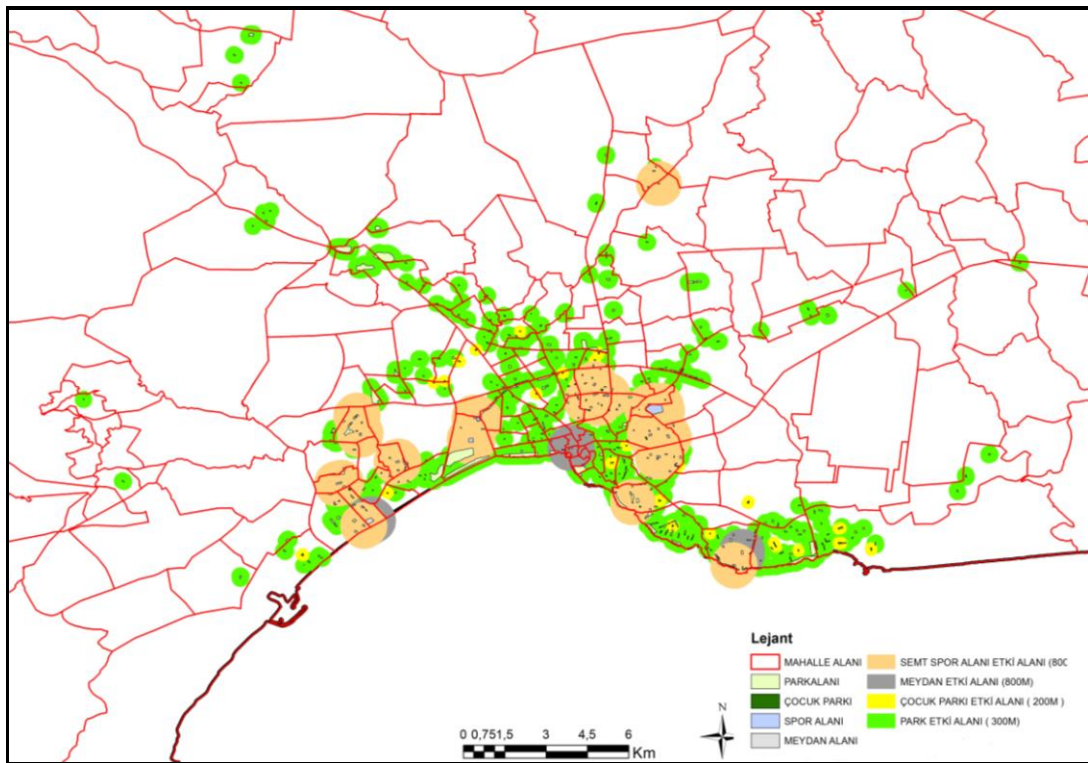 Lejant
MAHALLE ALANI
PARKALANI
ÇOCUK PARKI
SPOR ALANI
MEYDAN ALANI
SEMT SPOR ALANI ETKİ ALANI (800
MEYDAN ETKİ ALANI (800M)
ÇOCUK PARKI ETKİ ALANI ( 200M )
PARK ETKİ ALANI ( 300M)
N
0 0,751,5 3 4,5 6
Km